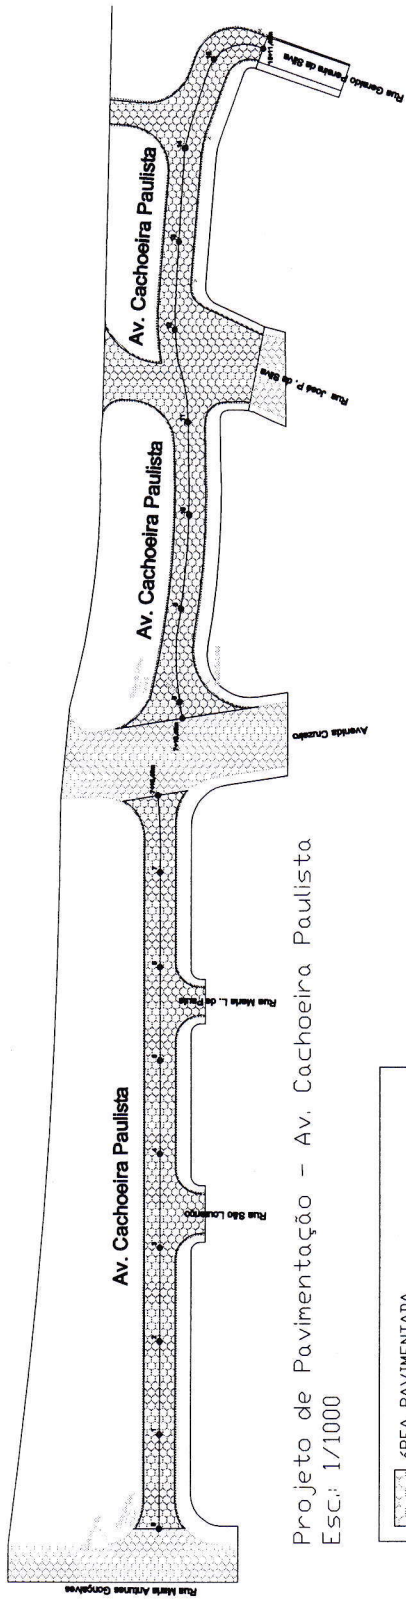 Av. Cachoeira Paulista
Av. Cachoeira Paulista
Av. Cachoeira Paulista
Rua Maria Antunes Gonçalves
Rua São Lourenço
Rua Maria L. de Paula
Avenida Cruzeiro
Rua José P. da Silva
Rua Geraldo Pereira da Silva
Projeto de Pavimentação - Av. Cachoeira Paulista
Esc.: 1/1000
ÁREA PAVIMENTADA